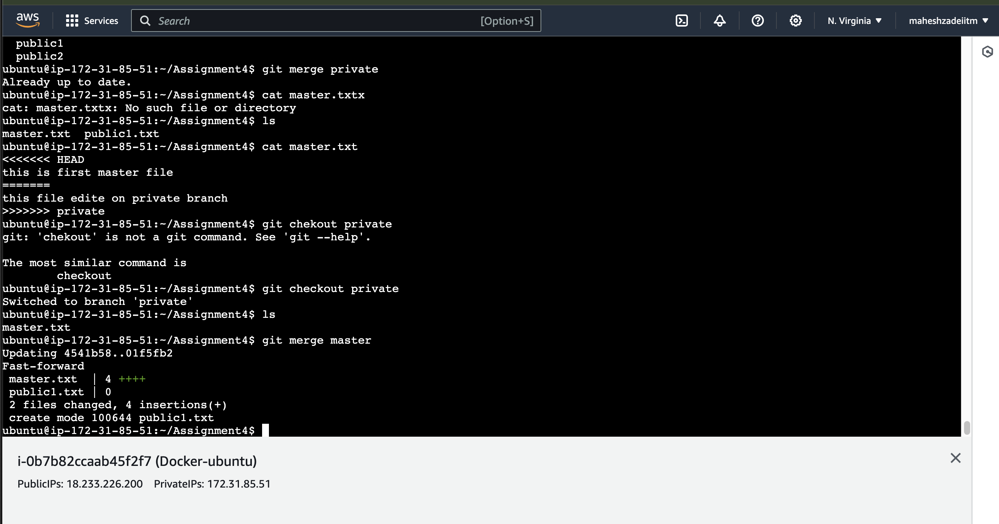 aws Services Search [Option+S] N. Virginia maheshzadeiitm
public1
public2
ubuntu@ip-172-31-85-51:~/Assignment4$ git merge private
Already up to date.
ubuntu@ip-172-31-85-51:~/Assignment4$ cat master.txtx
cat: master.txtx: No such file or directory
ubuntu@ip-172-31-85-51:~/Assignment4$ ls
master.txt  public1.txt
ubuntu@ip-172-31-85-51:~/Assignment4$ cat master.txt
<<<<<<< HEAD
this is first master file
=======
this file edite on private branch
>>>>>>> private
ubuntu@ip-172-31-85-51:~/Assignment4$ git chekout private
git: 'chekout' is not a git command. See 'git --help'.
The most similar command is
checkout
ubuntu@ip-172-31-85-51:~/Assignment4$ git checkout private
Switched to branch 'private'
ubuntu@ip-172-31-85-51:~/Assignment4$ ls
master.txt
ubuntu@ip-172-31-85-51:~/Assignment4$ git merge master
Updating 4541b58..01f5fb2
Fast-forward
master.txt  | 4 ++++
public1.txt | 0
2 files changed, 4 insertions(+)
create mode 100644 public1.txt
ubuntu@ip-172-31-85-51:~/Assignment4$
i-0b7b82ccaab45f2f7 (Docker-ubuntu)
PublicIPs: 18.233.226.200 PrivateIPs: 172.31.85.51